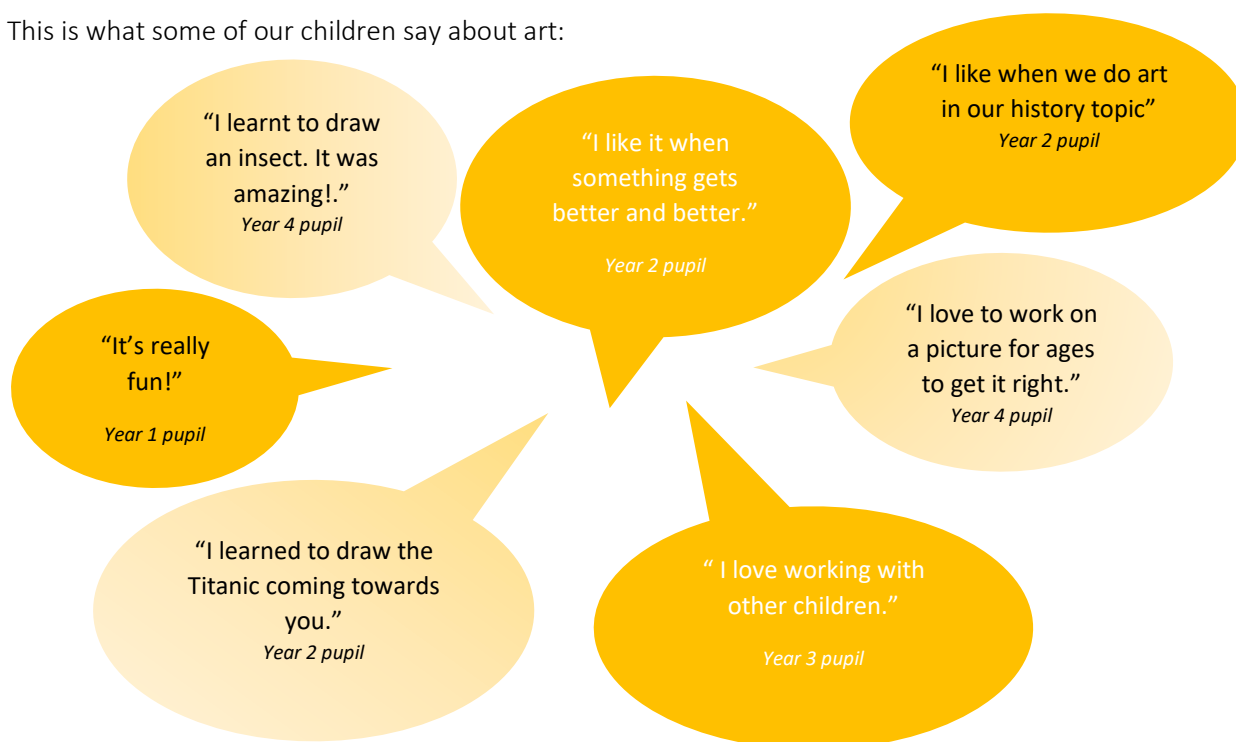 This is what some of our children say about art:
“I learnt to draw
an insect. It was
amazing!.”
Year 4 pupil
“I like it when
something gets
better and better.”
Year 2 pupil
“I like when we do art
in our history topic”
Year 2 pupil
“It’s really
fun!”
Year 1 pupil
“I love to work on
a picture for ages
to get it right.”
Year 4 pupil
“I learned to draw the
Titanic coming towards
you.”
Year 2 pupil
“ I love working with
other children.”
Year 3 pupil